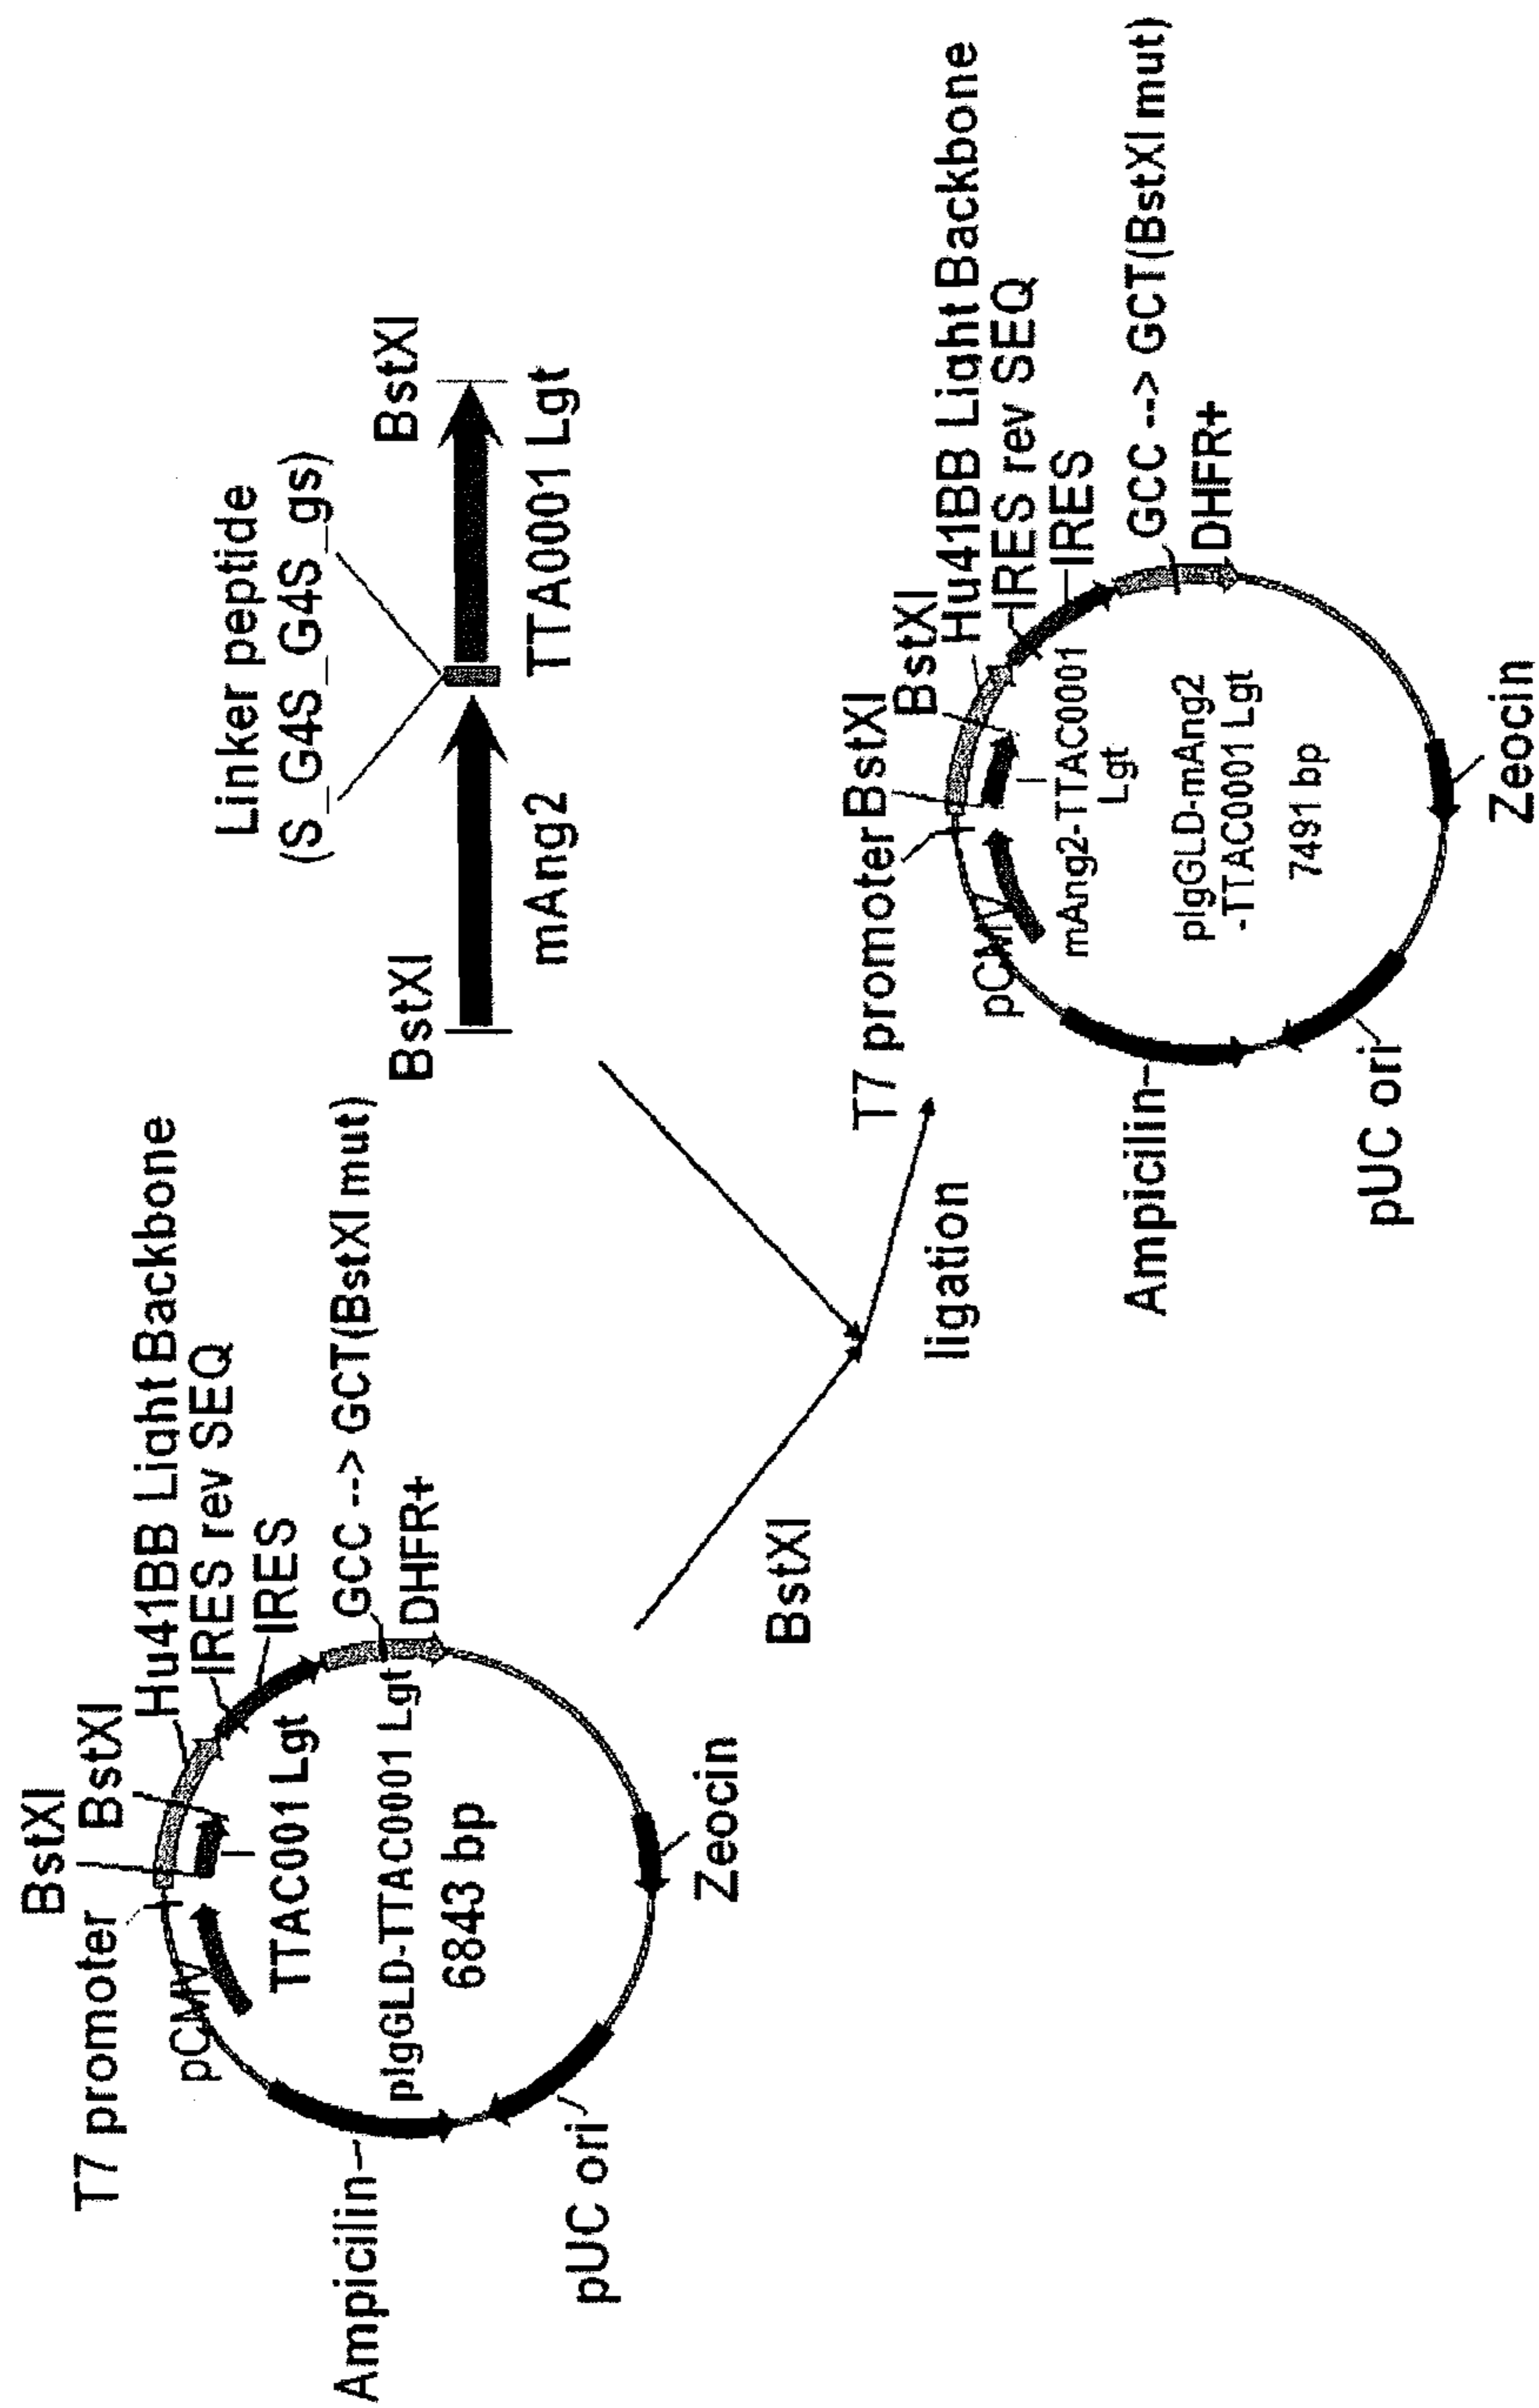 BstXI
T7 promoter
BstXI
Hu41BB Light Backbone
pCMV
IRES rev SEQ
IRES
TTAC001 Lgt
GCC --> GCT(BstXI mut)
Ampicilin
pIgGLD-TTAC0001 Lgt
DHFR+
6843 bp
pUC ori
Zeocin
Linker peptide
(S_G4S_G4S_gs)
BstXI
BstXI
mAng2
TTA0001 Lgt
BstXI
ligation
T7 promoter
BstXI
BstXI
Hu41BB Light Backbone
pCMV
IRES rev SEQ
IRES
mAng2-TTAC0001
Lgt
GCC --> GCT(BstXI mut)
Ampicilin
pIgGLD-mAng2
-TTAC0001 Lgt
DHFR+
7491 bp
pUC ori
Zeocin